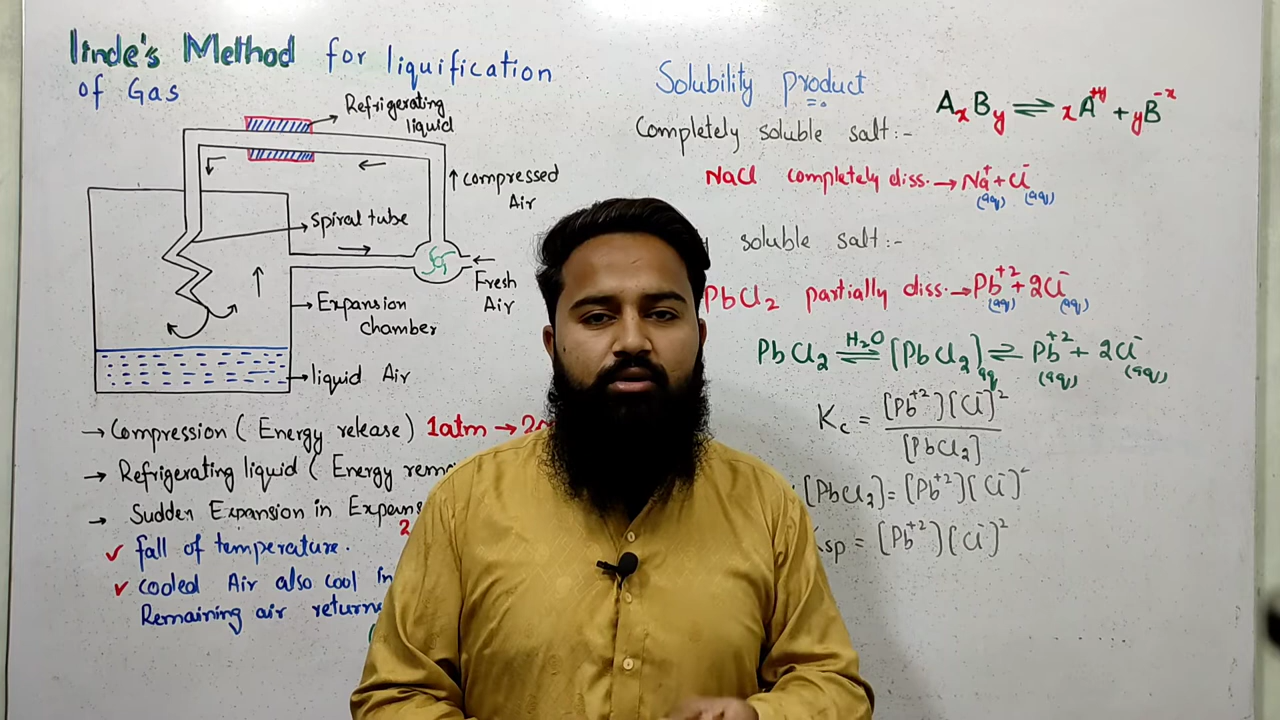 linde's Method for liquification
of Gas
Refrigerating
liquid
↑ compressed
Air
Spiral tube
Fresh
Air
Expansion
chamber
liquid Air
→ Compression ( Energy release) 1atm →
→ Refrigerating liquid ( Energy
→ Sudden Expansion in
2
✓ fall of temperature.
✓ cooled Air also cool
Remaining air
Solubility product
AxBy ⇌ xA⁺ʸ + yB⁻ˣ
Completely soluble salt:-
NaCl completely diss. → Na⁺ + Cl⁻
(aq) (aq)
soluble salt:-
PbCl₂ partially diss. → Pb⁺² + 2Cl⁻
(aq) (aq)
PbCl₂ ⇌ H₂O [PbCl₂]aq ⇌ Pb⁺² + 2Cl⁻
(aq) (aq)
Kc = [Pb⁺²][Cl⁻]² / [PbCl₂]
[PbCl₂] = [Pb⁺²][Cl⁻]²
Ksp = [Pb⁺²][Cl⁻]²